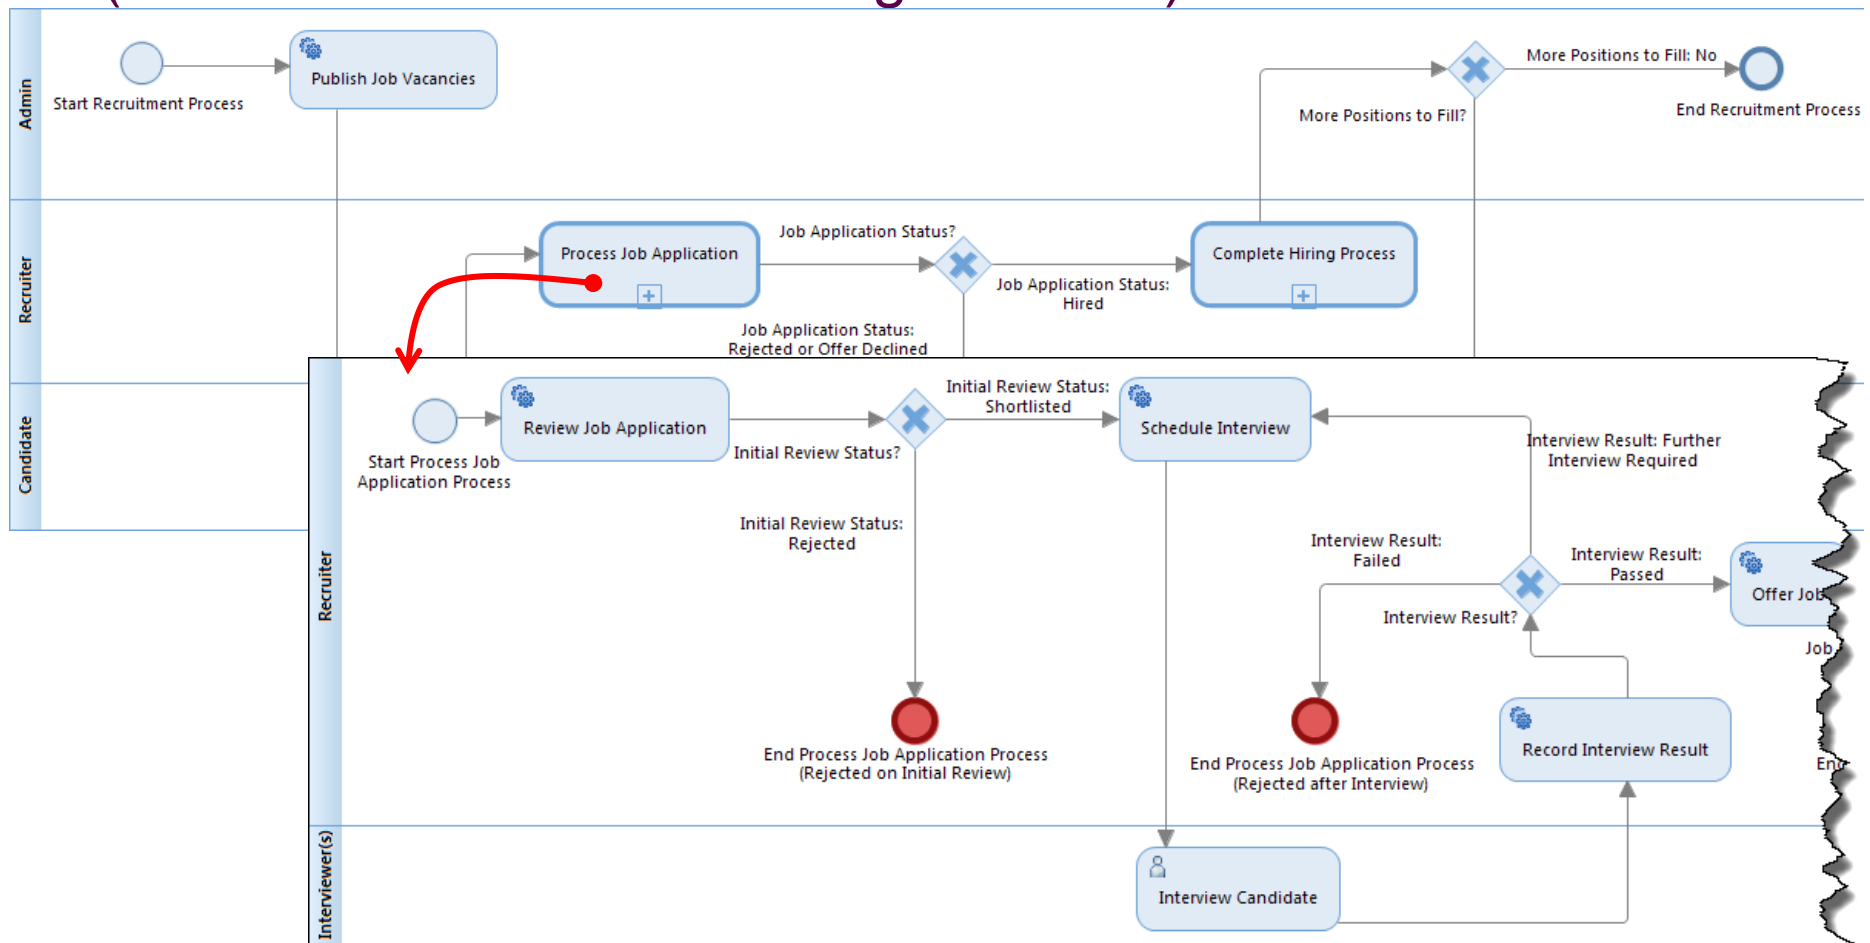 Admin
Start Recruitment Process
Publish Job Vacancies
More Positions to Fill?
More Positions to Fill: No
End Recruitment Process
Recruiter
Process Job Application
Job Application Status?
Job Application Status:
Hired
Job Application Status:
Rejected or Offer Declined
Complete Hiring Process
Candidate
Recruiter
Start Process Job
Application Process
Review Job Application
Initial Review Status?
Initial Review Status:
Shortlisted
Initial Review Status:
Rejected
End Process Job Application Process
(Rejected on Initial Review)
Schedule Interview
Interview Result: Further
Interview Required
Interview Result:
Failed
Interview Result:
Passed
Interview Result?
Offer Job
Job
End Process Job Application Process
(Rejected after Interview)
Record Interview Result
Interviewer(s)
Interview Candidate